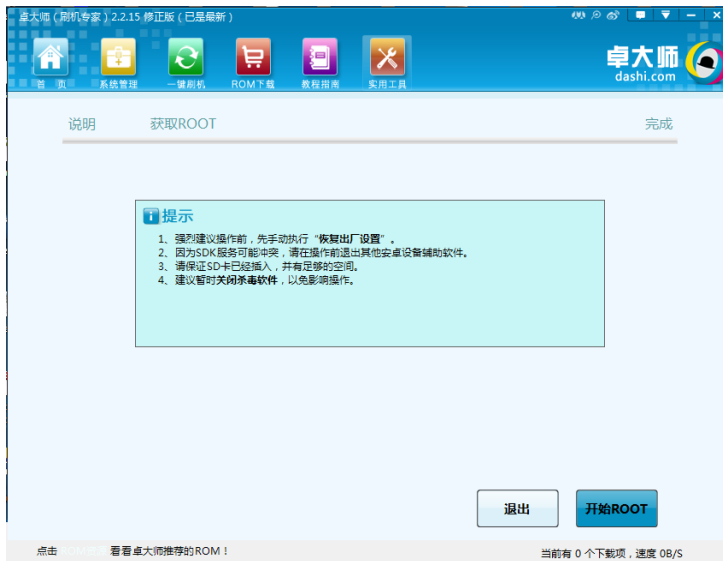 卓大师（刷机专家）2.2.15 修正版（已是最新）
首 页 系统管理 一键刷机 ROM下载 教程指南 实用工具
卓大师
dashi.com
说明 获取ROOT 完成
i 提示
1、强烈建议操作前，先手动执行“恢复出厂设置”。
2、因为SDK服务可能冲突，请在操作前退出其他安卓设备辅助软件。
3、请保证SD卡已经插入，并有足够的空间。
4、建议暂时关闭杀毒软件，以免影响操作。
退出 开始ROOT
点击 看看卓大师推荐的ROM！ 当前有 0 个下载项，速度 0B/S